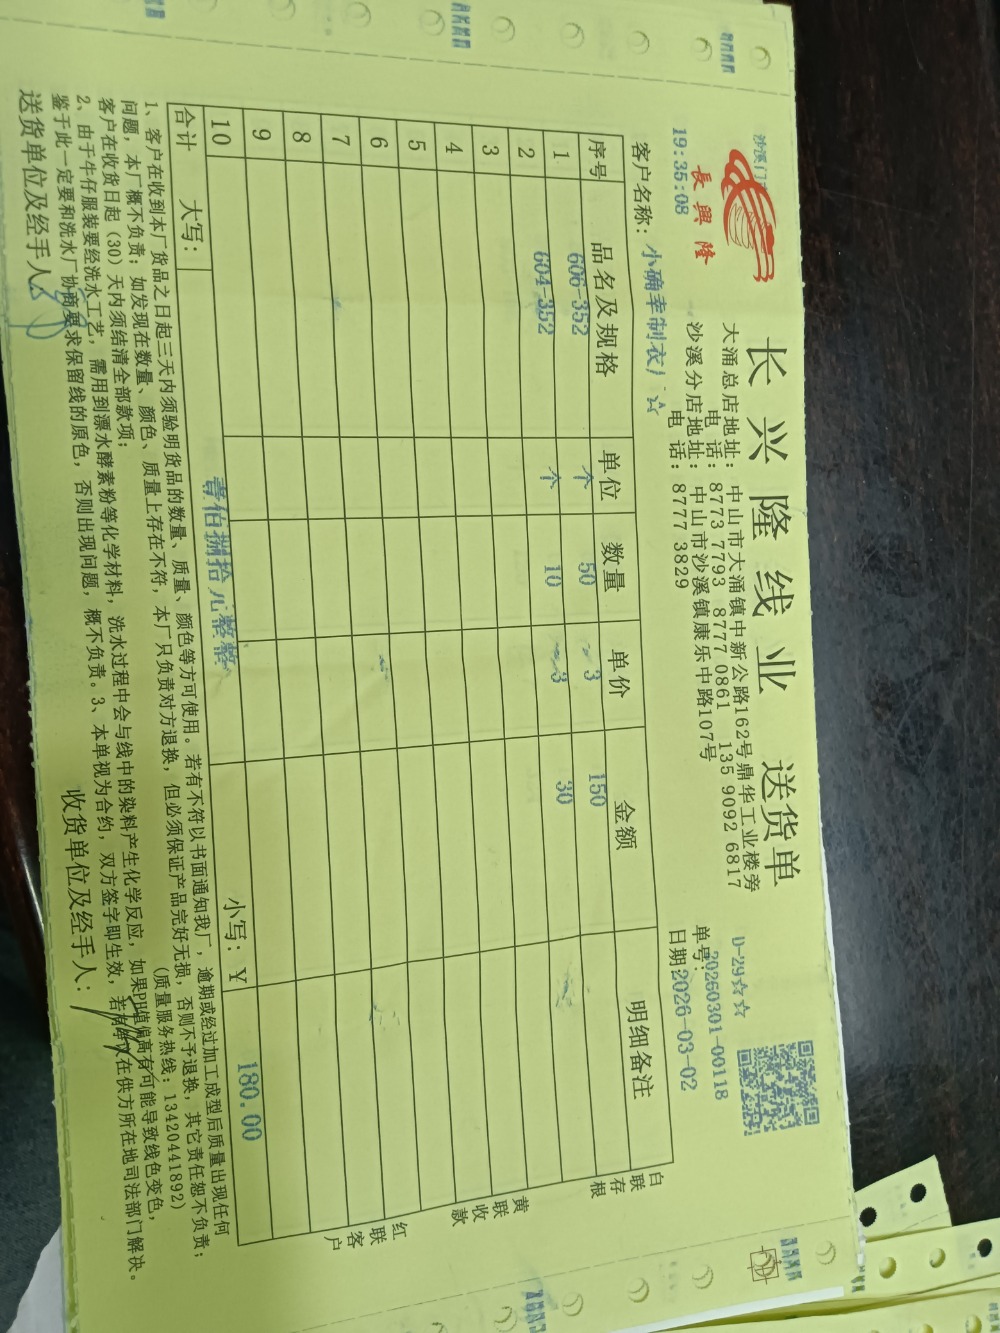 沙溪门
19:35:08
長興隆
长兴隆线业 送货单
大涌总店地址：中山市大涌镇中新公路162号鼎华工业楼旁
电 话：8773 7793 8777 0861 135 9092 6817
沙溪分店地址：中山市沙溪镇康乐中路107号
电 话：8777 3829
D-29☆☆
单号：20260301-00118
日期：2026-03-02
客户名称：小确幸制衣厂☆
序号 品名及规格 单位 数量 单价 金额 明细备注
1 606-352 个 50 3 150
2 604-352 个 10 3 30
3
4
5
6
7
8
9
10
合计 大写：壹佰捌拾元整整 小写：￥ 180.00
白联存根
黄联收款
红联客户
1、客户在收到本厂货品之日起三天内须验明货品的数量、质量、颜色等方可使用。若有不符以书面通知我厂，逾期或经过加工成型后质量出现任何
问题，本厂概不负责；如发现在数量、颜色、质量上存在不符，本厂只负责对方退换，但必须保证产品完好无损，否则不予退换，其它责任恕不负责；
客户在收货日起（30）天内须结清全部款项； （质量服务热线：13420441892）
2、由于牛仔服装要经洗水工艺，需用到漂水酵素粉等化学材料，洗水过程中会与线中的染料产生化学反应，如果PH值偏高有可能导致线色变色，
鉴于此一定要和洗水厂协商要求保留线的原色，否则出现问题，概不负责。3、本单视为合约，双方签字即生效，若有争议在供方所在地司法部门解决。
送货单位及经手人： 收货单位及经手人：